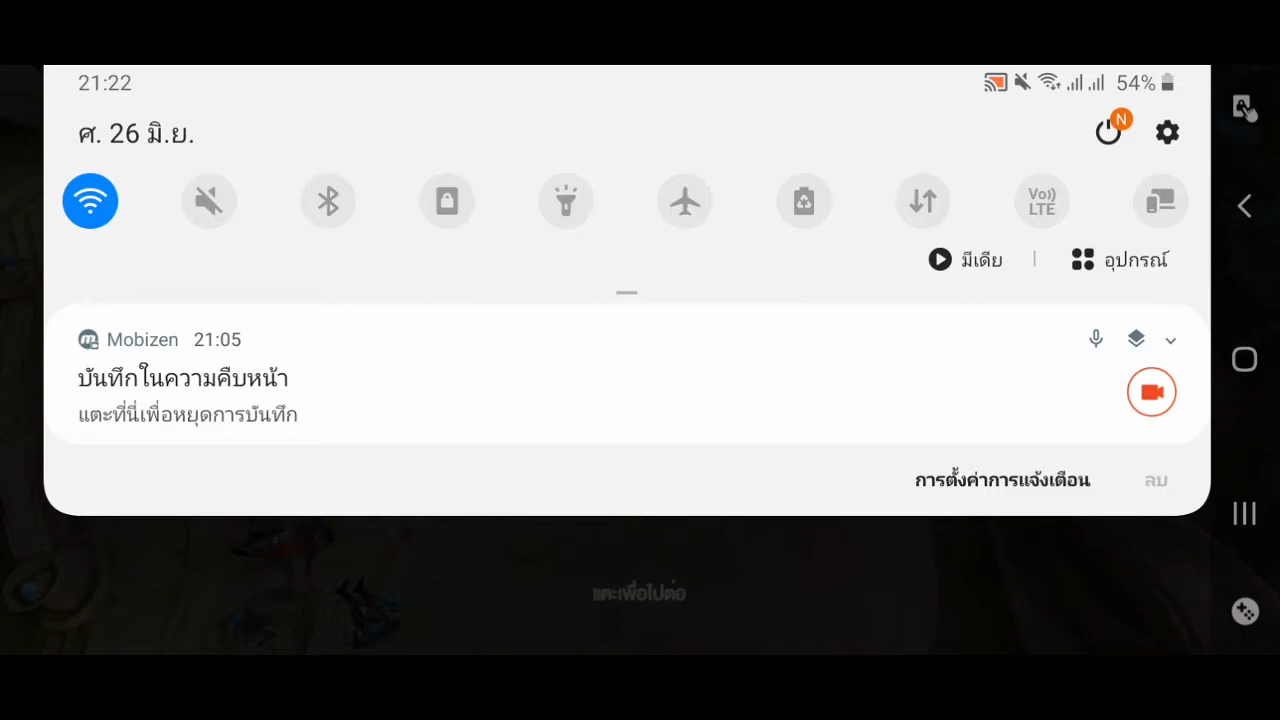 21:22 54%
ศ. 26 มิ.ย. N
Vo)) LTE
มีเดีย | อุปกรณ์
Mobizen 21:05
บันทึกในความคืบหน้า
แตะที่นี่เพื่อหยุดการบันทึก
การตั้งค่าการแจ้งเตือน ลบ
แตะเพื่อไปต่อ